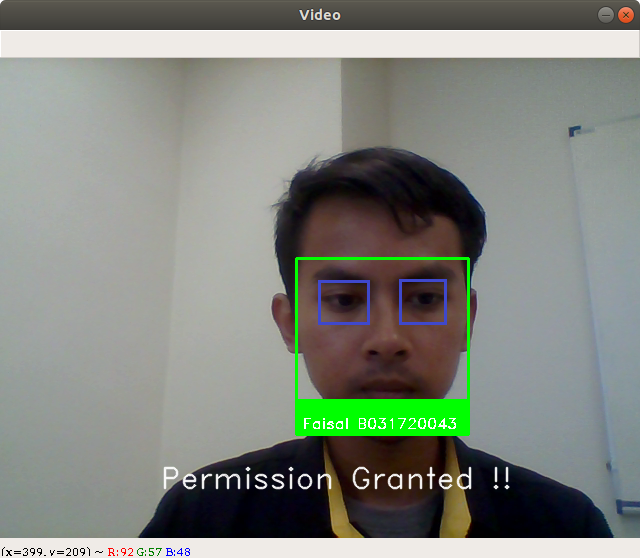 Video
Faisal B031720043
Permission Granted !!
(x=399, y=209) ~ R:92 G:57 B:48